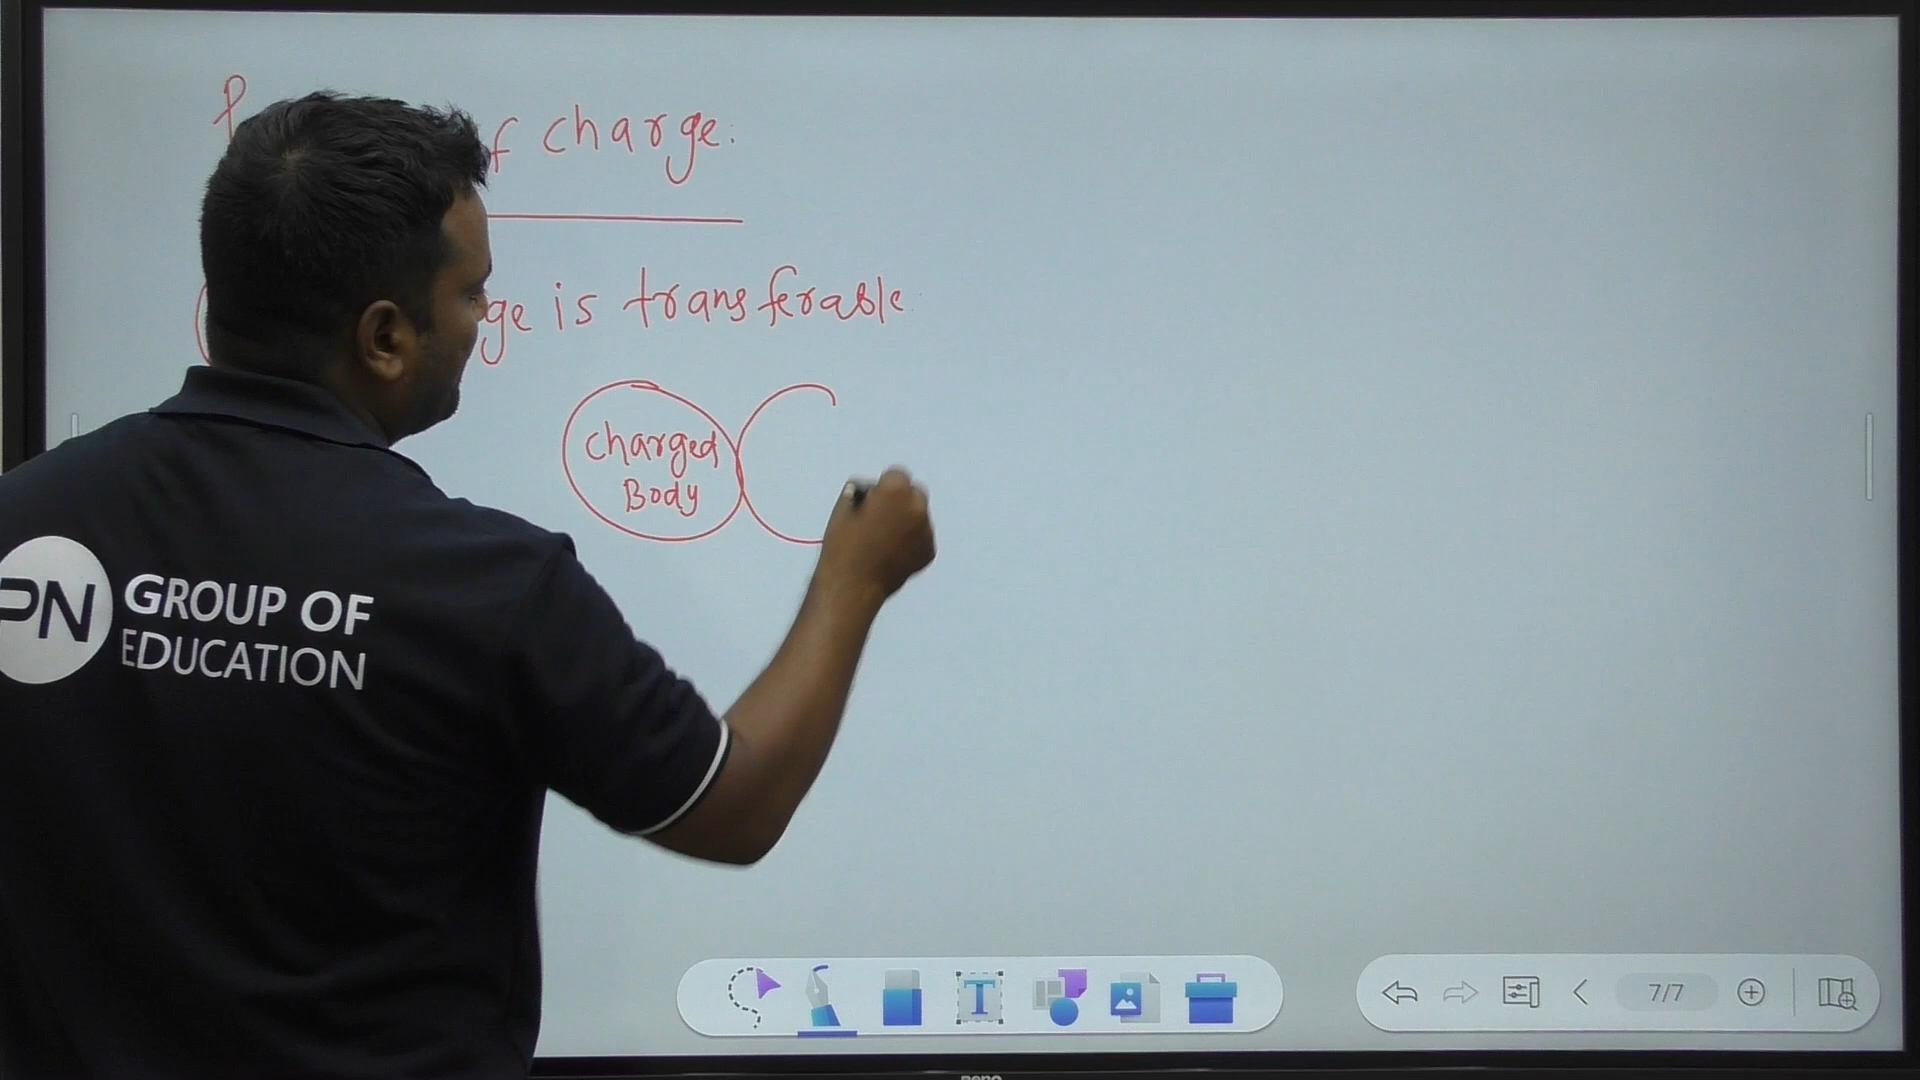 f charge.
ge is transferable
charged
Body
PN GROUP OF
EDUCATION
T
7/7